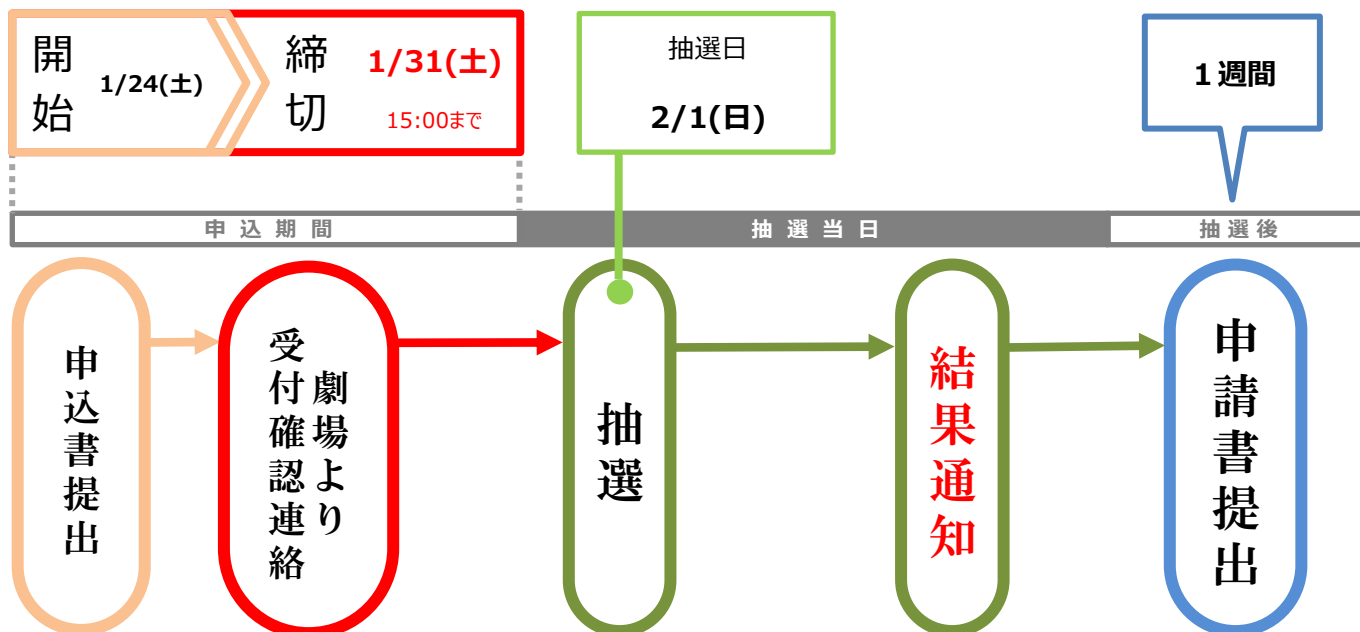 開始
1/24(土)
締切
1/31(土)
15:00まで
抽選日
2/1(日)
１週間
申込期間
抽選当日
抽選後
申込書提出
劇場より
受付確認連絡
抽選
結果通知
申請書提出